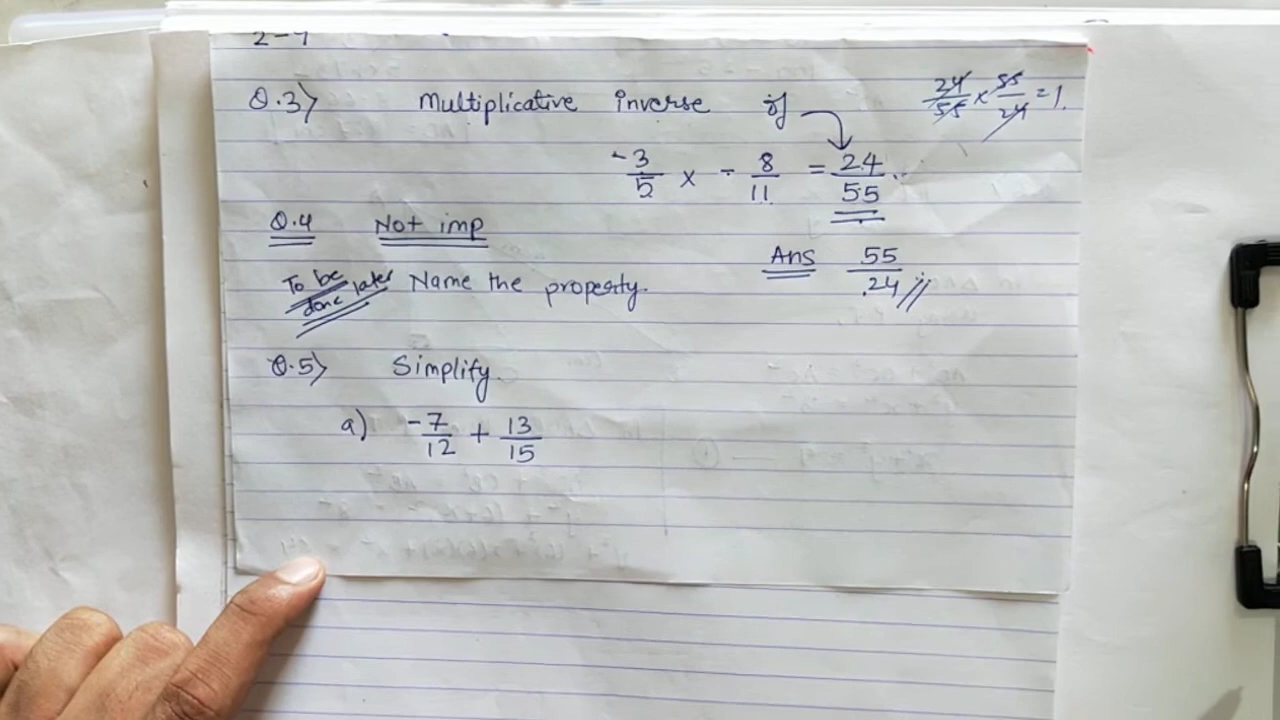 Q.3) Multiplicative inverse of
24/55 × 55/24 = 1.
-3/5 × -8/11 = 24/55
Q.4 Not imp
Ans 55/24
To be done later Name the property.
Q.5) Simplify.
a) -7/12 + 13/15